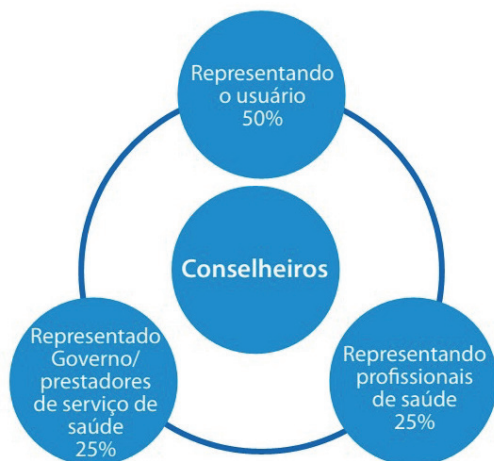 Representando
o usuário
50%
Conselheiros
Representado
Governo/
prestadores
de serviço de
saúde
25%
Representando
profissionais
de saúde
25%